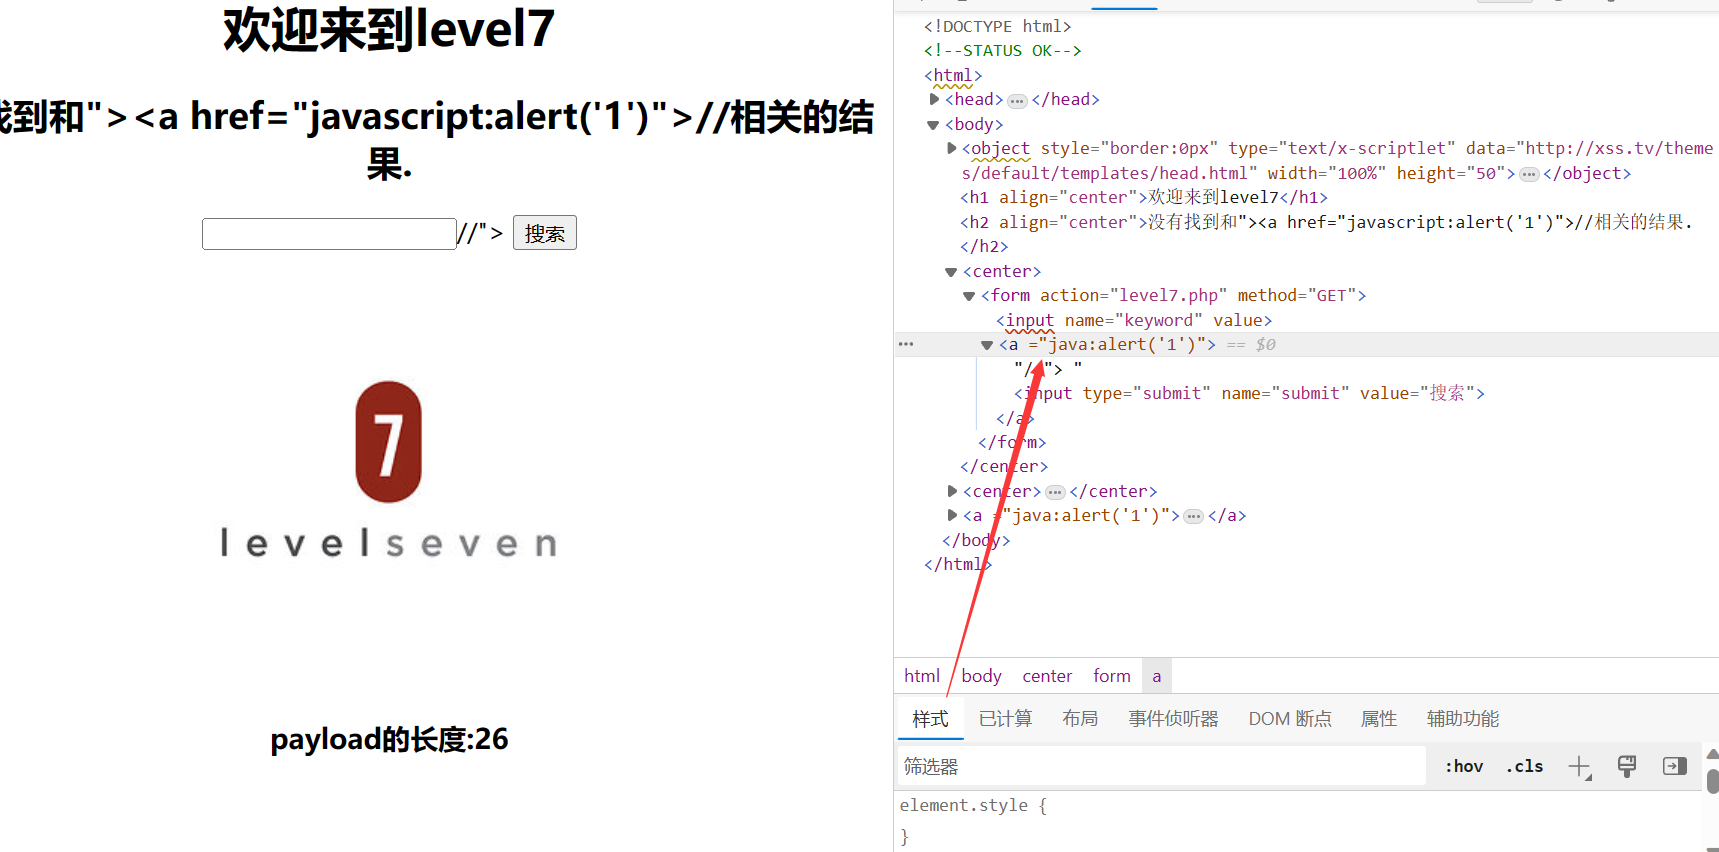 欢迎来到level7
找到和"><a href="javascript:alert('1')">//相关的结
果.
//"> 搜索
7
levelseven
payload的长度:26
<!DOCTYPE html>
<!--STATUS OK-->
<html>
<head> ••• </head>
<body>
<object style="border:0px" type="text/x-scriptlet" data="http://xss.tv/theme
s/default/templates/head.html" width="100%" height="50"> ••• </object>
<h1 align="center">欢迎来到level7</h1>
<h2 align="center">没有找到和"><a href="javascript:alert('1')">//相关的结果.
</h2>
<center>
<form action="level7.php" method="GET">
<input name="keyword" value>
••• <a ="java:alert('1')"> == $0
"//"> "
<input type="submit" name="submit" value="搜索">
</a>
</form>
</center>
<center> ••• </center>
<a ="java:alert('1')"> ••• </a>
</body>
</html>
html body center form a
样式 已计算 布局 事件侦听器 DOM 断点 属性 辅助功能
筛选器 :hov .cls
element.style {
}